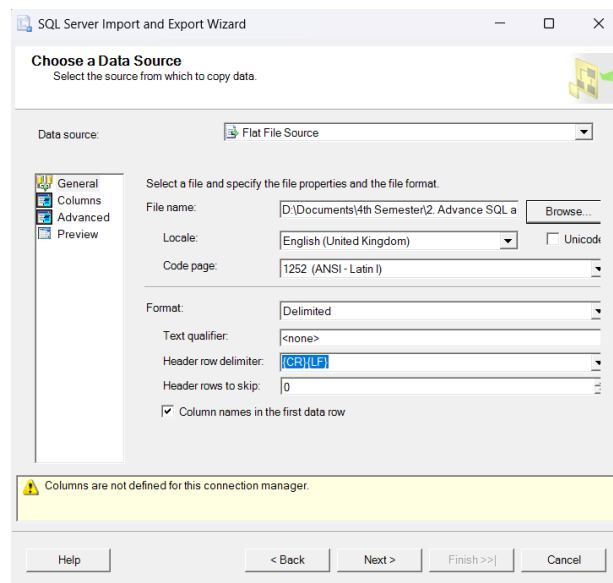 SQL Server Import and Export Wizard
Choose a Data Source
Select the source from which to copy data.
Data source:
Flat File Source
General
Columns
Advanced
Preview
Select a file and specify the file properties and the file format.
File name:
D:\Documents\4th Semester\2. Advance SQL a
Browse...
Locale:
English (United Kingdom)
Unicode
Code page:
1252 (ANSI - Latin I)
Format:
Delimited
Text qualifier:
<none>
Header row delimiter:
{CR}{LF}
Header rows to skip:
0
Column names in the first data row
Columns are not defined for this connection manager.
Help
< Back
Next >
Finish >>|
Cancel